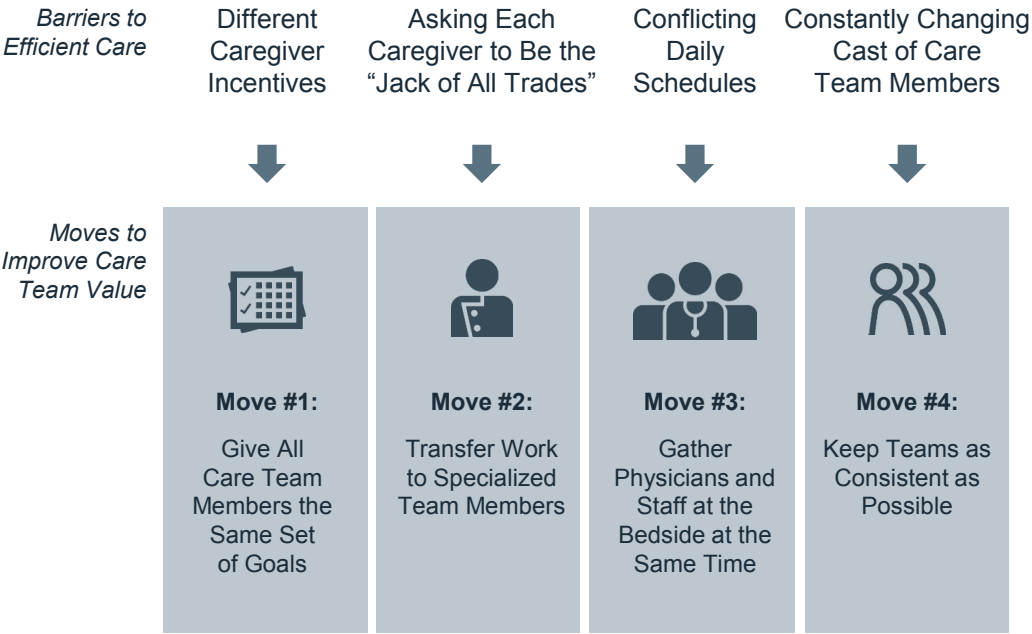 Barriers to
Efficient Care
Different
Caregiver
Incentives
Asking Each
Caregiver to Be the
“Jack of All Trades”
Conflicting
Daily
Schedules
Constantly Changing
Cast of Care
Team Members
Moves to
Improve Care
Team Value
Move #1:
Give All
Care Team
Members the
Same Set
of Goals
Move #2:
Transfer Work
to Specialized
Team Members
Move #3:
Gather
Physicians and
Staff at the
Bedside at the
Same Time
Move #4:
Keep Teams as
Consistent as
Possible